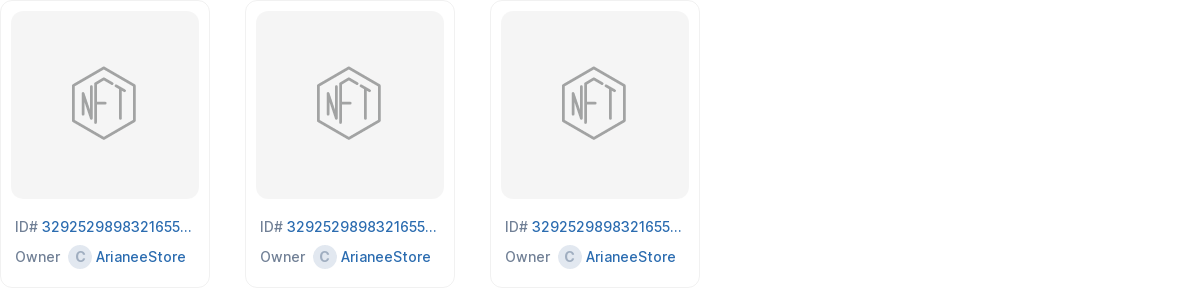 NFT NFT NFT
ID# 3292529898321655... ID# 3292529898321655... ID# 3292529898321655...
Owner C ArianeeStore Owner C ArianeeStore Owner C ArianeeStore